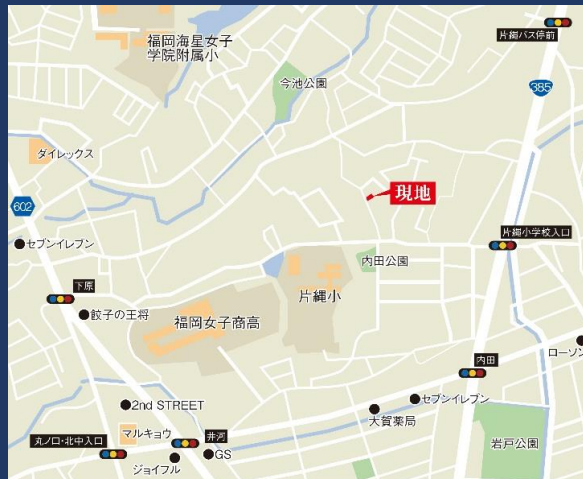 片縄バス停前
福岡海星女子
学院附属小
今池公園
385
ダイレックス
602
現地
セブンイレブン
片縄小学校入口
内田公園
下原
餃子の王将
片縄小
福岡女子商高
ローソン
内田
2nd STREET
セブンイレブン
大賀薬局
マルキョウ
丸ノ口・北中入口
井河
GS
ジョイフル
岩戸公園